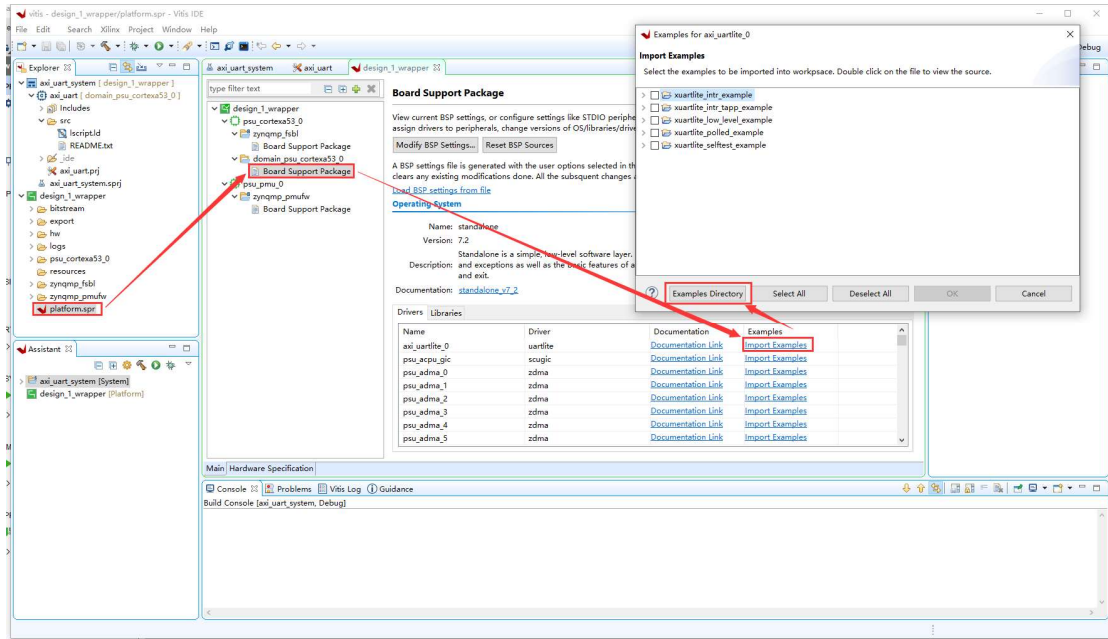 vitis - design_1_wrapper/platform.spr - Vitis IDE
File Edit Search Xilinx Project Window Help
Debug
Explorer
axi_uart_system [ design_1_wrapper ]
axi_uart [ domain_psu_cortexa53_0 ]
Includes
src
lscript.ld
README.txt
_ide
axi_uart.prj
axi_uart_system.sprj
design_1_wrapper
bitstream
export
hw
logs
psu_cortexa53_0
resources
zynqmp_fsbl
zynqmp_pmufw
platform.spr
Assistant
axi_uart_system [System]
design_1_wrapper [Platform]
axi_uart_system axi_uart design_1_wrapper
type filter text
design_1_wrapper
psu_cortexa53_0
zynqmp_fsbl
Board Support Package
domain_psu_cortexa53_0
Board Support Package
psu_pmu_0
zynqmp_pmufw
Board Support Package
Board Support Package
View current BSP settings, or configure settings like STDIO periphe
assign drivers to peripherals, change versions of OS/libraries/drive
Modify BSP Settings... Reset BSP Sources
A BSP settings file is generated with the user options selected in th
clears any existing modifications done. All the subsequent changes a
Load BSP settings from file
Operating System
Name: standalone
Version: 7.2
Standalone is a simple, low-level software layer.
Description: and exceptions as well as the basic features of a
and exit.
Documentation: standalone_v7_2
Drivers Libraries
Name Driver Documentation Examples
axi_uartlite_0 uartlite Documentation Link Import Examples
psu_acpu_gic scugic Documentation Link Import Examples
psu_adma_0 zdma Documentation Link Import Examples
psu_adma_1 zdma Documentation Link Import Examples
psu_adma_2 zdma Documentation Link Import Examples
psu_adma_3 zdma Documentation Link Import Examples
psu_adma_4 zdma Documentation Link Import Examples
psu_adma_5 zdma Documentation Link Import Examples
Main Hardware Specification
Console Problems Vitis Log Guidance
Build Console [axi_uart_system, Debug]
Examples for axi_uartlite_0
Import Examples
Select the examples to be imported into workpsace. Double click on the file to view the source.
xuartlite_intr_example
xuartlite_intr_tapp_example
xuartlite_low_level_example
xuartlite_polled_example
xuartlite_selftest_example
Examples Directory Select All Deselect All OK Cancel